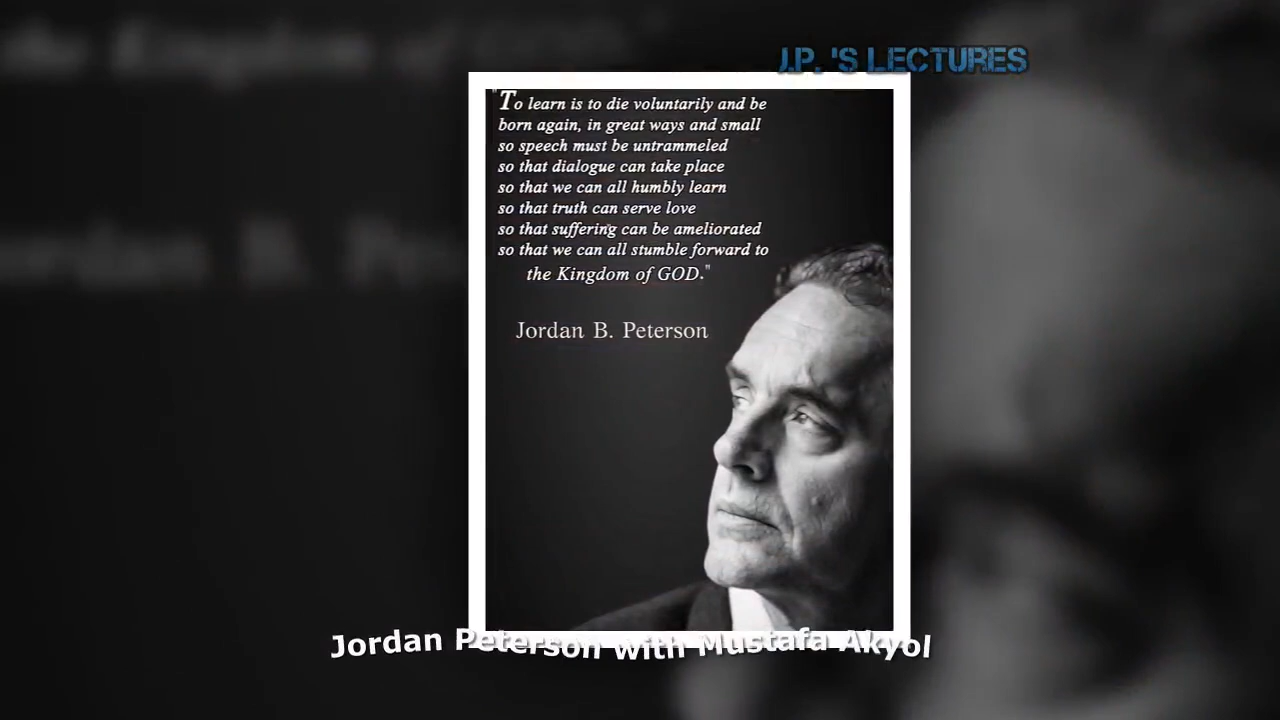 J.P. 'S LECTURES
"To learn is to die voluntarily and be
born again, in great ways and small
so speech must be untrammeled
so that dialogue can take place
so that we can all humbly learn
so that truth can serve love
so that suffering can be ameliorated
so that we can all stumble forward to
the Kingdom of GOD."
Jordan B. Peterson
Jordan Peterson with Mustafa Akyol